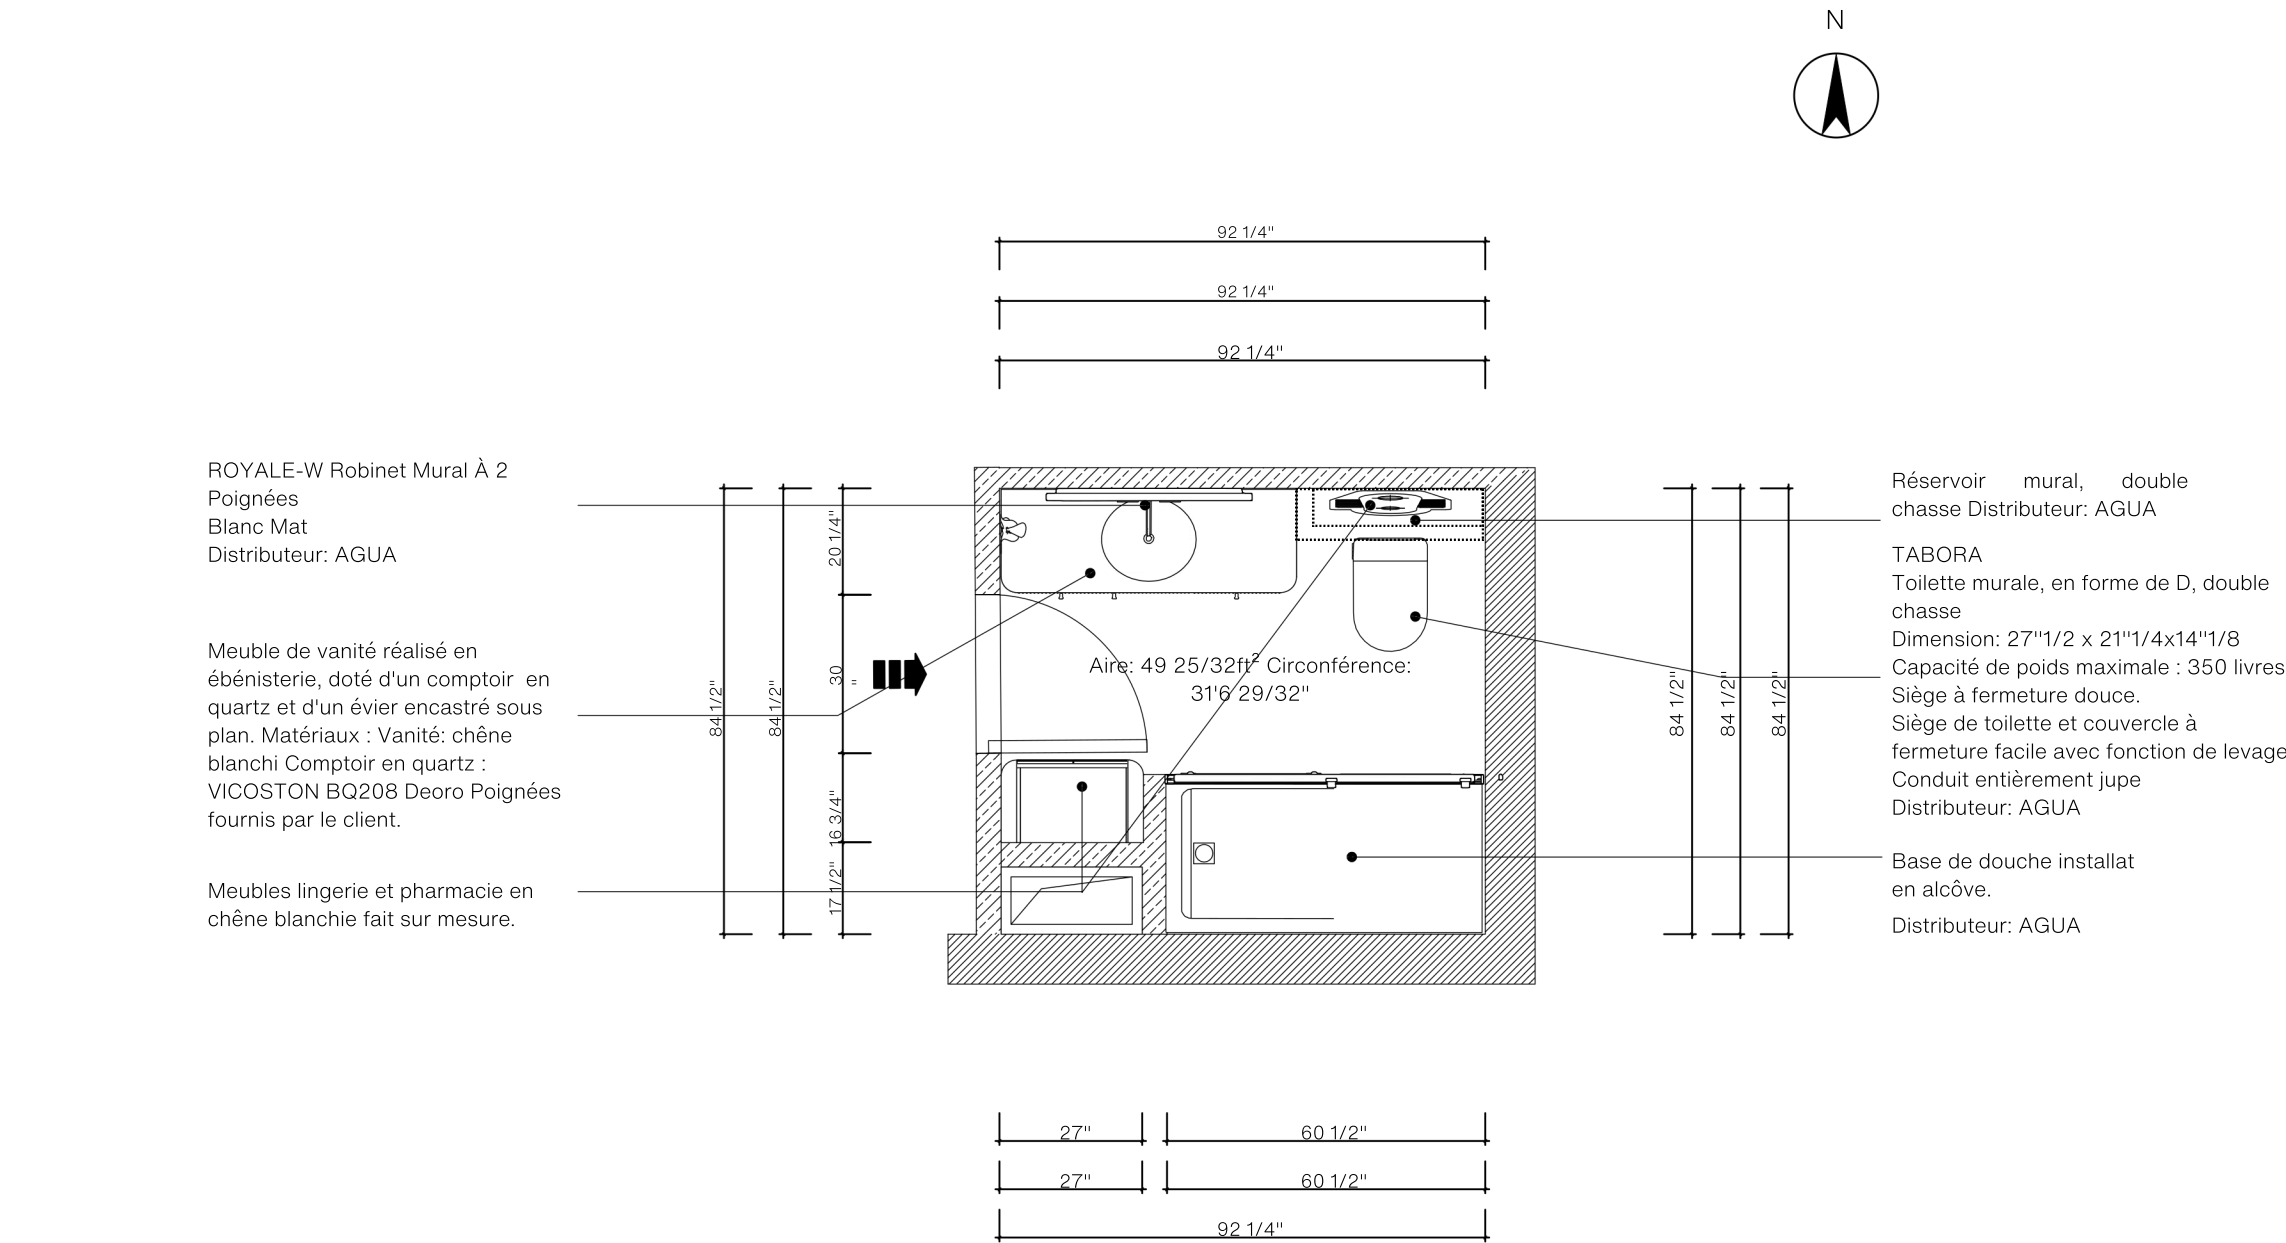 N
92 1/4"
92 1/4"
92 1/4"
ROYALE-W Robinet Mural À 2
Poignées
Blanc Mat
Distributeur: AGUA
Meuble de vanité réalisé en
ébénisterie, doté d'un comptoir en
quartz et d'un évier encastré sous
plan. Matériaux : Vanité: chêne
blanchi Comptoir en quartz :
VICOSTON BQ208 Deoro Poignées
fournis par le client.
Meubles lingerie et pharmacie en
chêne blanchie fait sur mesure.
84 1/2"
84 1/2"
20 1/4"
30
"
16 3/4"
17 1/2"
Aire: 49 25/32ft² Circonférence:
31'6 29/32"
84 1/2"
84 1/2"
84 1/2"
Réservoir mural, double
chasse Distributeur: AGUA
TABORA
Toilette murale, en forme de D, double
chasse
Dimension: 27"1/2 x 21"1/4x14"1/8
Capacité de poids maximale : 350 livres
Siège à fermeture douce.
Siège de toilette et couvercle à
fermeture facile avec fonction de levage
Conduit entièrement jupe
Distributeur: AGUA
Base de douche installat
en alcôve.
Distributeur: AGUA
27"
60 1/2"
27"
60 1/2"
92 1/4"